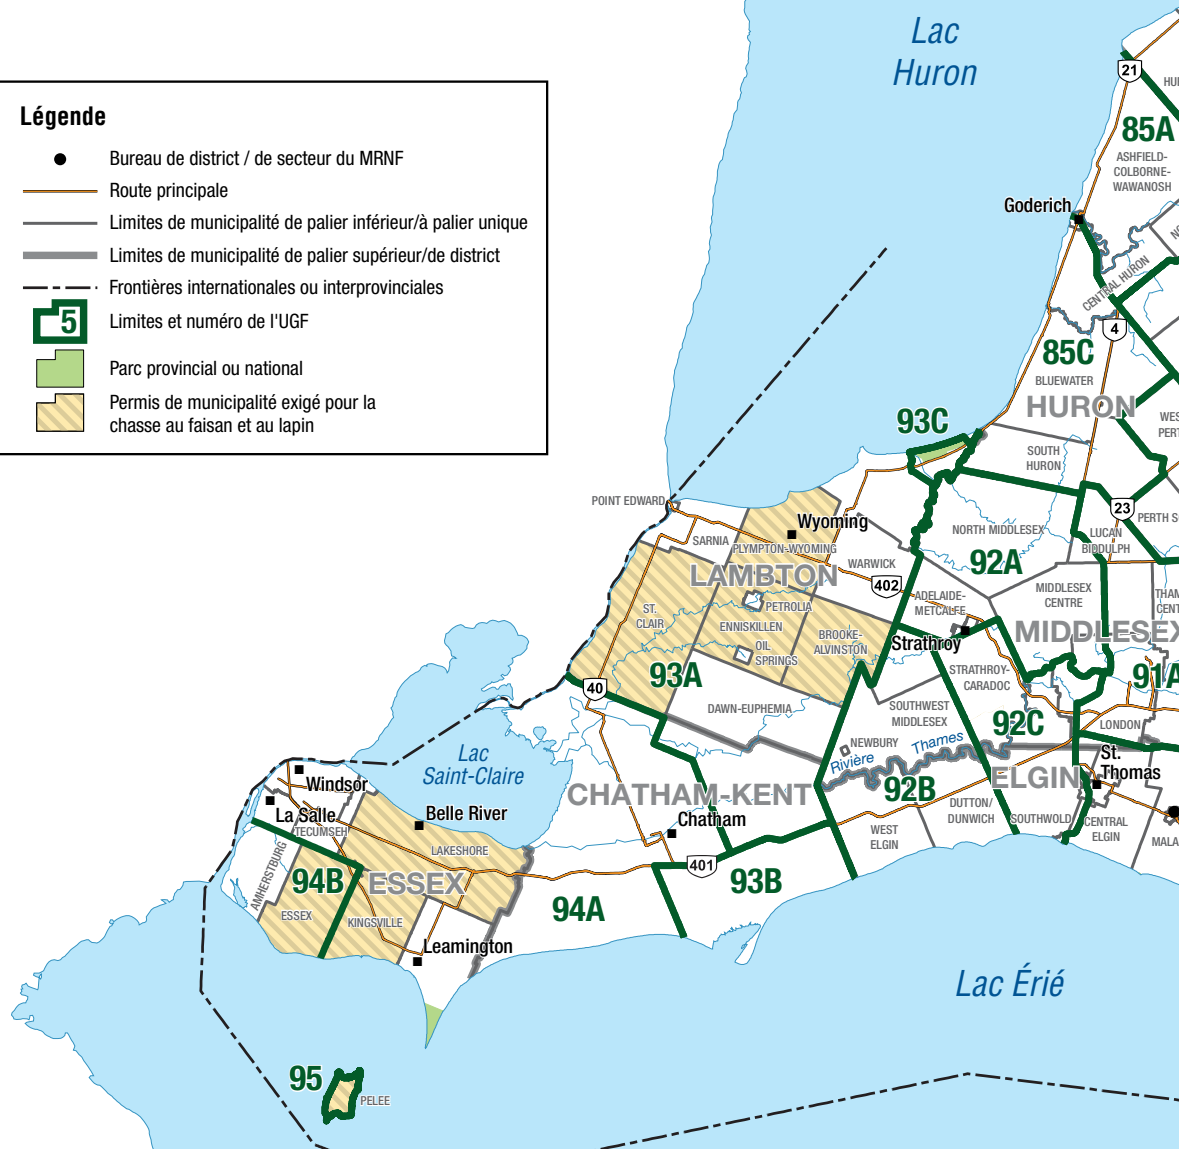 Lac
Huron
21
HU
85A
ASHFIELD-
COLBORNE-
WAWANOSH
Légende
Bureau de district / de secteur du MRNF
Route principale
Limites de municipalité de palier inférieur/à palier unique
Limites de municipalité de palier supérieur/de district
Frontières internationales ou interprovinciales
5
Limites et numéro de l'UGF
Parc provincial ou national
Permis de municipalité exigé pour la
chasse au faisan et au lapin
Goderich
CENTRAL HURON
4
85C
BLUEWATER
HURON
WES
PERT
93C
SOUTH
HURON
POINT EDWARD
Wyoming
23
PERTH S
SARNIA
PLYMPTON-WYOMING
NORTH MIDDLESEX
LUCAN
BIDDULPH
92A
WARWICK
LAMBTON
402
ADELAIDE-
METCALFE
MIDDLESEX
CENTRE
THAM
CENT
ST.
CLAIR
PETROLIA
ENNISKILLEN
BROOKE-
ALVINSTON
OIL
SPRINGS
Strathroy
MIDDLESEX
93A
STRATHROY-
CARADOC
91A
40
DAWN-EUPHEMIA
SOUTHWEST
MIDDLESEX
92C
LONDON
NEWBURY
Rivière
Thames
Lac
Saint-Claire
St.
Thomas
Windsor
CHATHAM-KENT
92B
ELGIN
La Salle
TECUMSEH
Belle River
Chatham
DUTTON/
DUNWICH
SOUTHWOLD
CENTRAL
ELGIN
MALA
WEST
ELGIN
LAKESHORE
AMHERSTBURG
94B
ESSEX
401
93B
94A
ESSEX
KINGSVILLE
Leamington
Lac Érié
95
PELEE